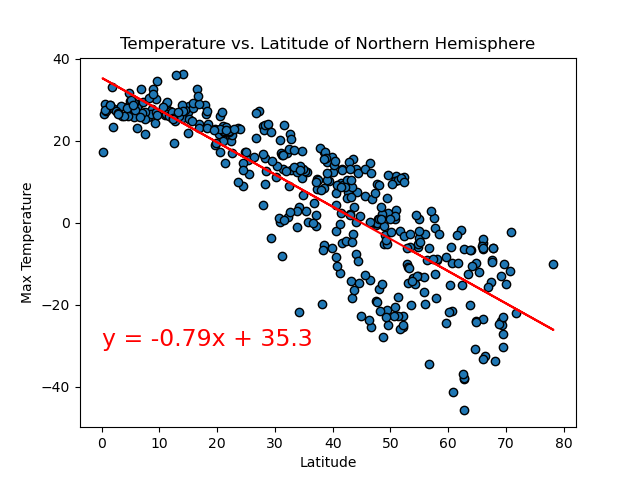 Temperature vs. Latitude of Northern Hemisphere
40
20
0
−20
−40
Max Temperature
y = -0.79x + 35.3
0 10 20 30 40 50 60 70 80
Latitude